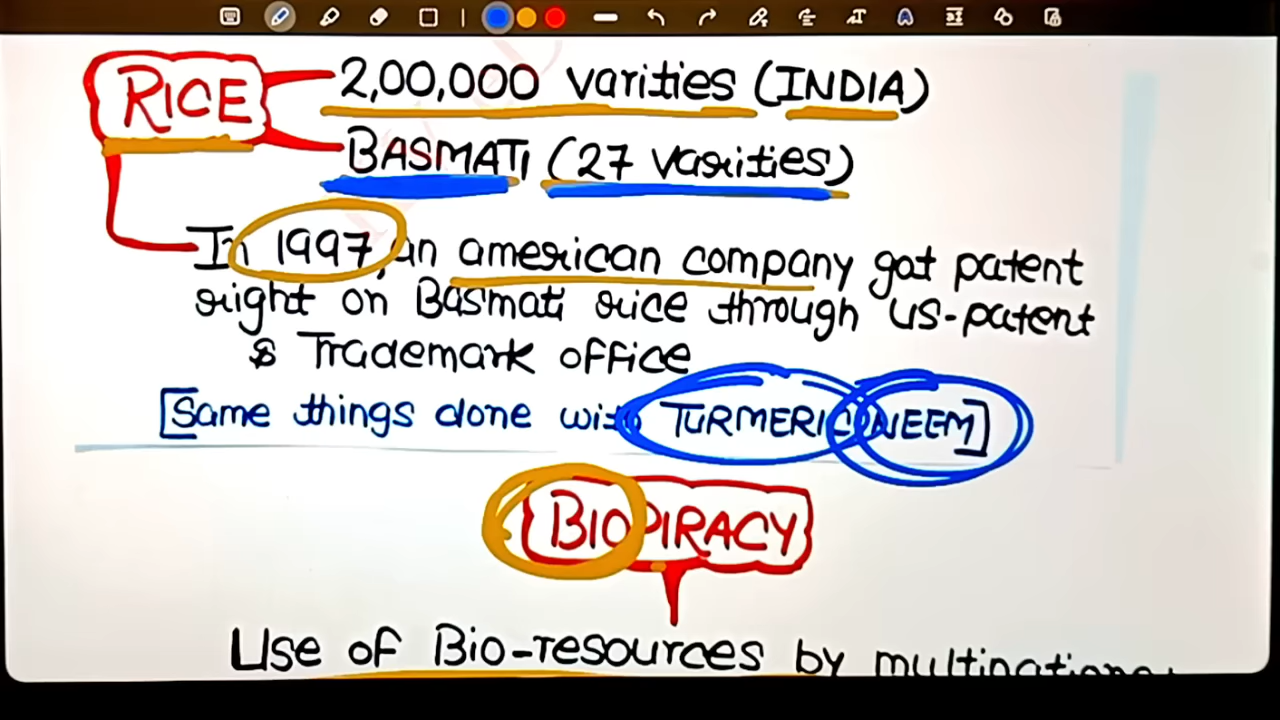 RICE
2,00,000 varities (INDIA)
BASMATI (27 varities)
In 1997, an american company got patent
right on Basmati rice through US-patent
& Trademark office
[Same things done with TURMERIC NEEM]
BIOPIRACY
Use of Bio-resources by